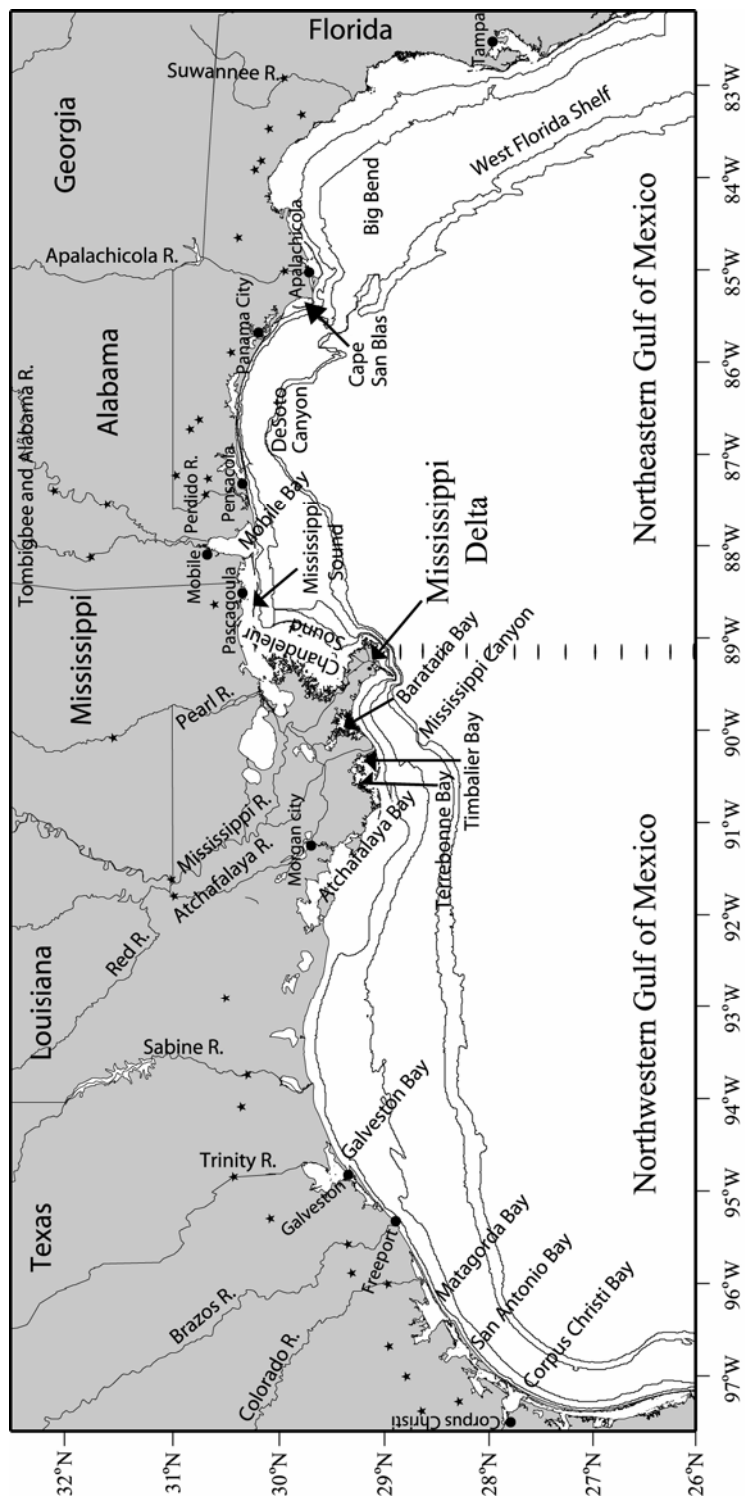 Texas
Louisiana
Mississippi
Alabama
Georgia
Florida
Colorado R.
Brazos R.
Trinity R.
Sabine R.
Red R.
Atchafalaya R.
Mississippi R.
Pearl R.
Tombigbee and Alabama R.
Perdido R.
Apalachicola R.
Suwannee R.
Corpus Christi
Freeport
Galveston
Morgan city
Pascagoula
Mobile
Pensacola
Panama City
Apalachicola
Tampa
Corpus Christi Bay
San Antonio Bay
Matagorda Bay
Galveston Bay
Atchafalaya Bay
Terrebonne Bay
Timbalier Bay
Barataria Bay
Mississippi Canyon
Chandeleur
Sound
Mississippi
Sound
Mobile Bay
Mississippi
Delta
DeSoto
Canyon
Cape
San Blas
Big Bend
West Florida Shelf
Northwestern Gulf of Mexico
Northeastern Gulf of Mexico
32°N
31°N
30°N
29°N
28°N
27°N
26°N
97°W
96°W
95°W
94°W
93°W
92°W
91°W
90°W
89°W
88°W
87°W
86°W
85°W
84°W
83°W